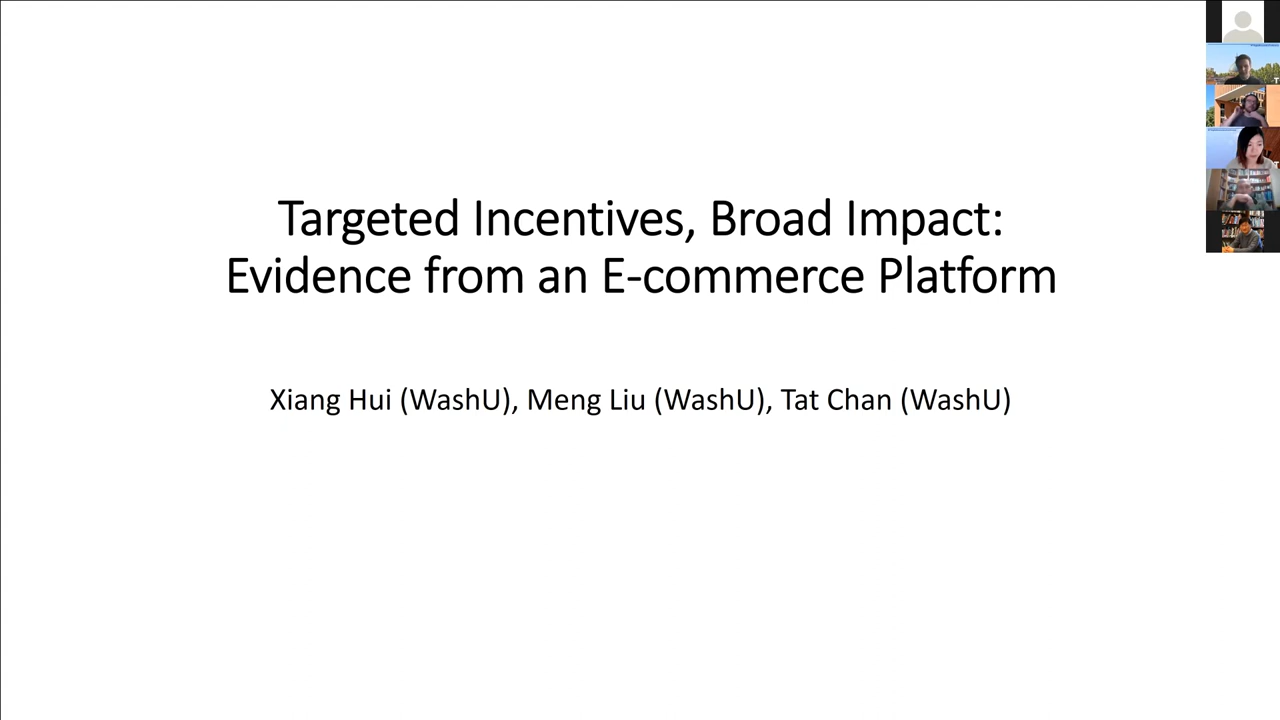 Targeted Incentives, Broad Impact:
Evidence from an E-commerce Platform
Xiang Hui (WashU), Meng Liu (WashU), Tat Chan (WashU)